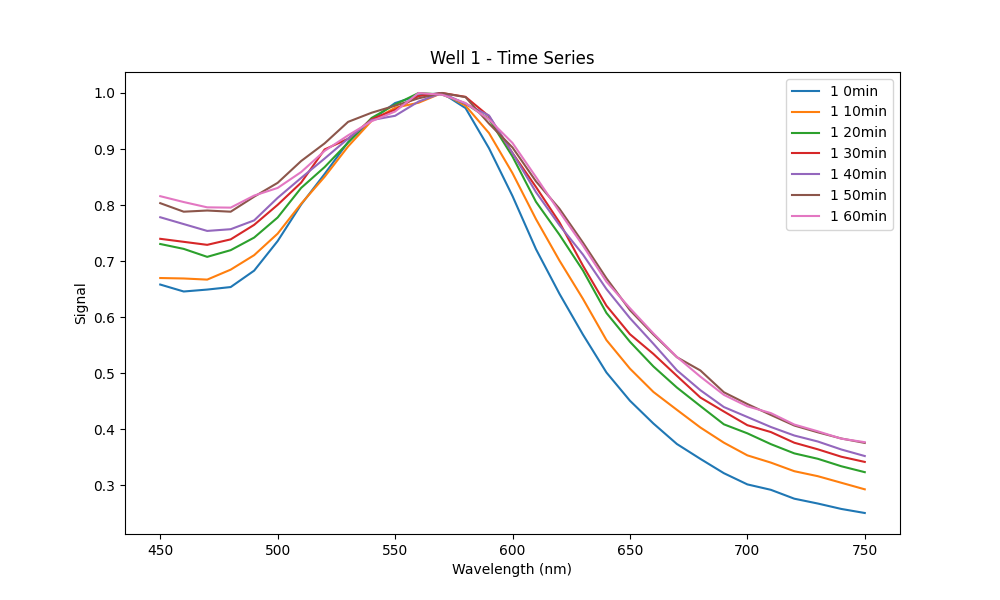 Well 1 - Time Series
1 0min
1 10min
1 20min
1 30min
1 40min
1 50min
1 60min
Signal
1.0
0.9
0.8
0.7
0.6
0.5
0.4
0.3
450 500 550 600 650 700 750
Wavelength (nm)